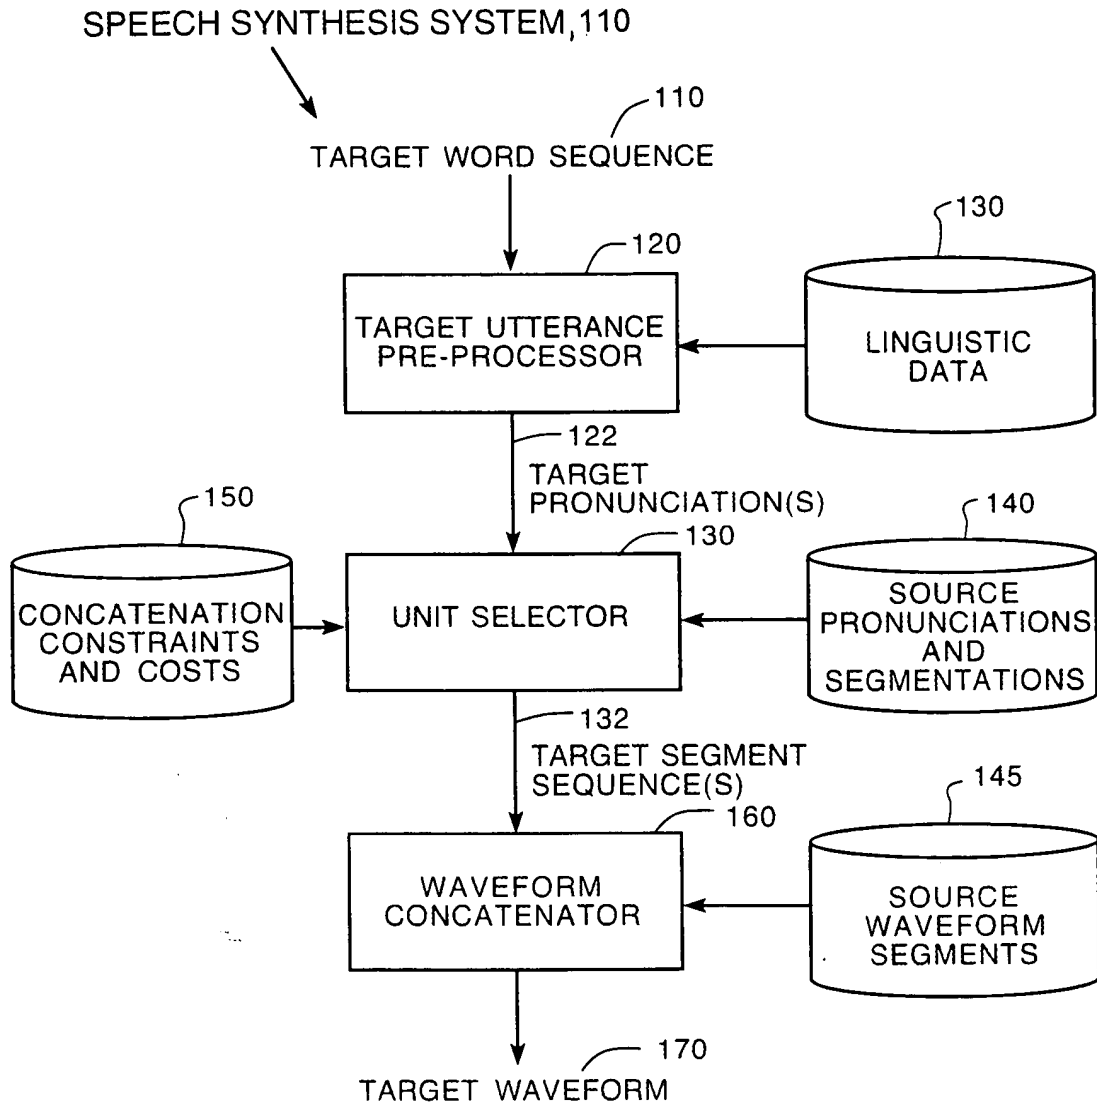 SPEECH SYNTHESIS SYSTEM, 110
110
TARGET WORD SEQUENCE
120
130
TARGET UTTERANCE
PRE-PROCESSOR
LINGUISTIC
DATA
122
TARGET
PRONUNCIATION(S)
150
130
140
CONCATENATION
CONSTRAINTS
AND COSTS
UNIT SELECTOR
SOURCE
PRONUNCIATIONS
AND
SEGMENTATIONS
132
TARGET SEGMENT
SEQUENCE(S)
160
145
WAVEFORM
CONCATENATOR
SOURCE
WAVEFORM
SEGMENTS
170
TARGET WAVEFORM